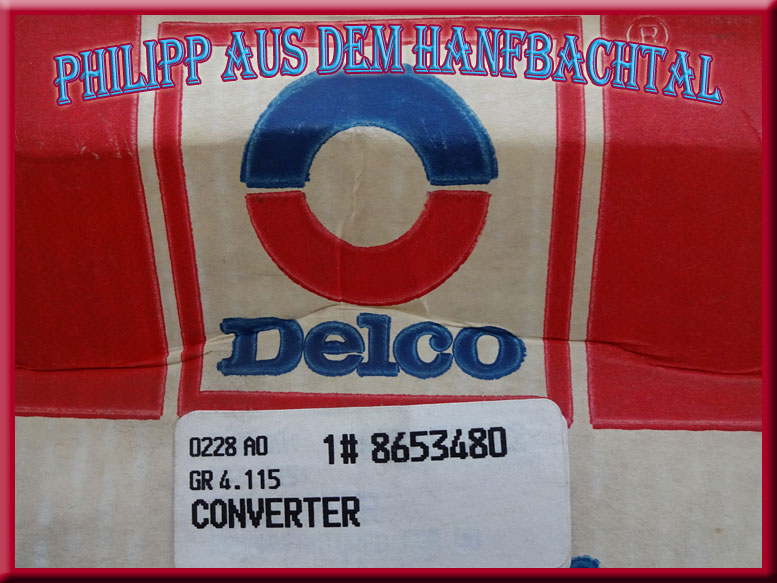 PHILIPP AUS DEM HANFBACHTAL
®
Delco
0228 A0 1# 8653480
GR 4.115
CONVERTER